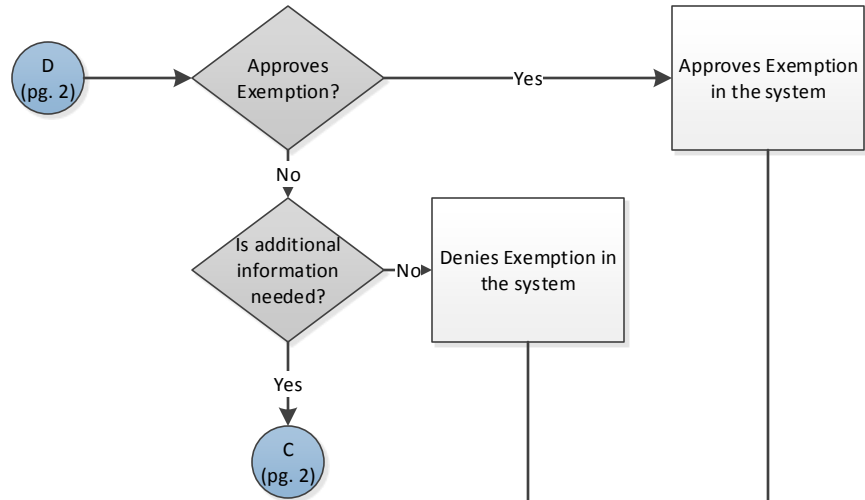 D
(pg. 2)
Approves
Exemption?
Yes
Approves Exemption
in the system
No
Is additional
information
needed?
No
Denies Exemption in
the system
Yes
C
(pg. 2)